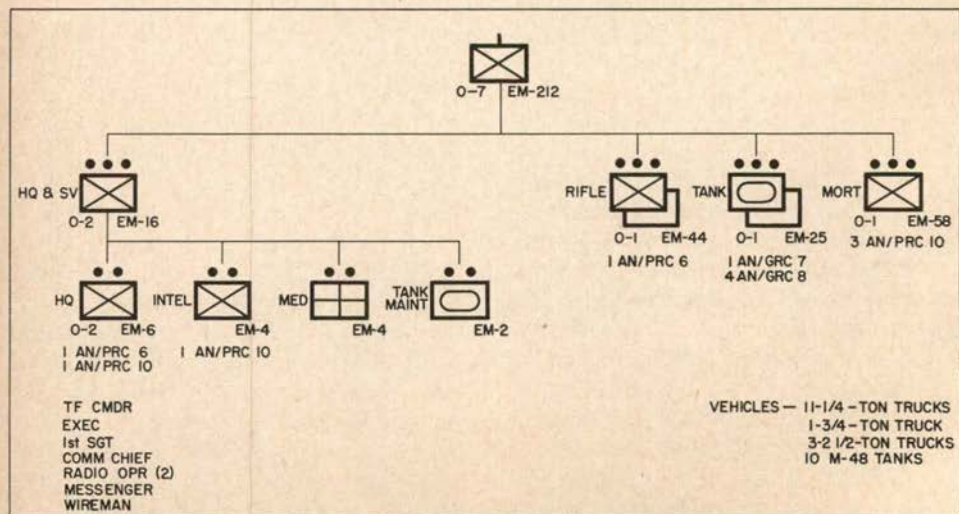 O-7 EM-212
HQ & SV
O-2 EM-16
RIFLE
O-1 EM-44
1 AN/PRC 6
TANK
O-1 EM-25
1 AN/GRC 7
4 AN/GRC 8
MORT
O-1 EM-58
3 AN/PRC 10
HQ
O-2 EM-6
1 AN/PRC 6
1 AN/PRC 10
INTEL
EM-4
1 AN/PRC 10
MED
EM-4
TANK
MAINT
EM-2
TF CMDR
EXEC
1st SGT
COMM CHIEF
RADIO OPR (2)
MESSENGER
WIREMAN
VEHICLES — 11-1/4-TON TRUCKS
1-3/4-TON TRUCK
3-2 1/2-TON TRUCKS
10 M-48 TANKS